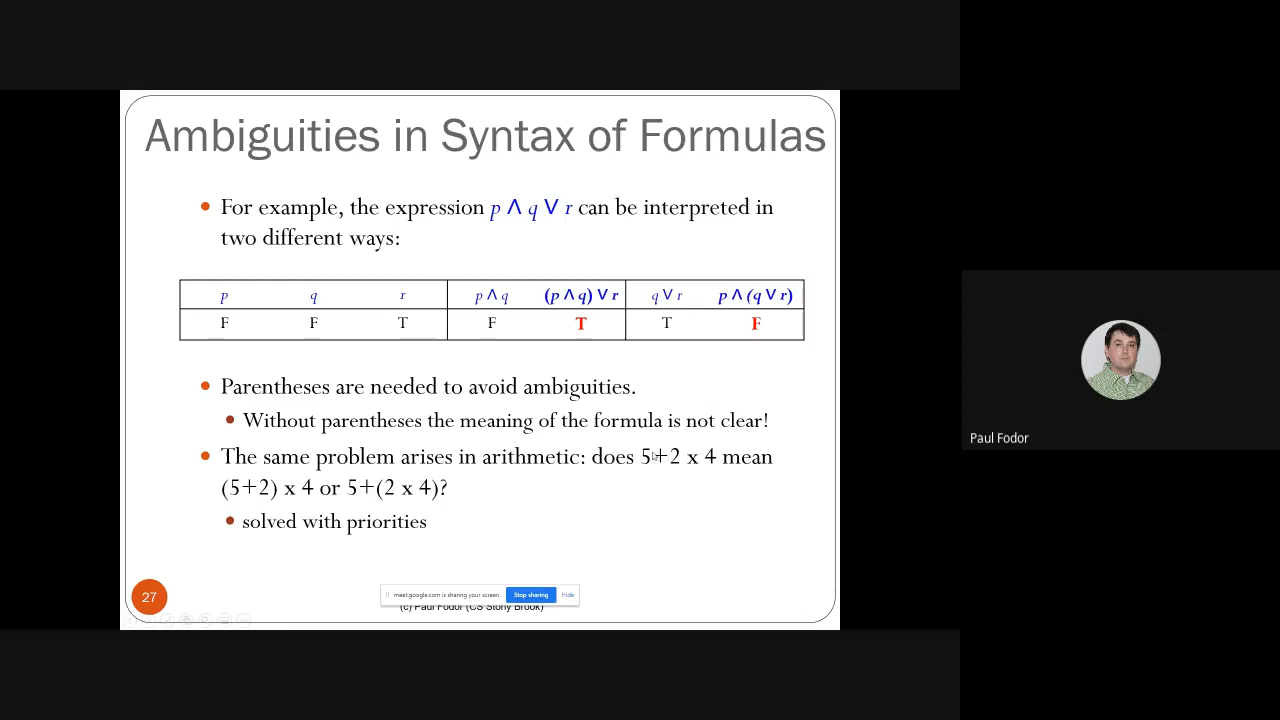 Ambiguities in Syntax of Formulas
• For example, the expression p ∧ q ∨ r can be interpreted in
two different ways:
p q r p ∧ q (p ∧ q) ∨ r q ∨ r p ∧ (q ∨ r)
F F T F T T F
• Parentheses are needed to avoid ambiguities.
• Without parentheses the meaning of the formula is not clear!
• The same problem arises in arithmetic: does 5+2 x 4 mean
(5+2) x 4 or 5+(2 x 4)?
• solved with priorities
27
meet.google.com is sharing your screen. Stop sharing Hide
(c) Paul Fodor (CS Stony Brook)
Paul Fodor